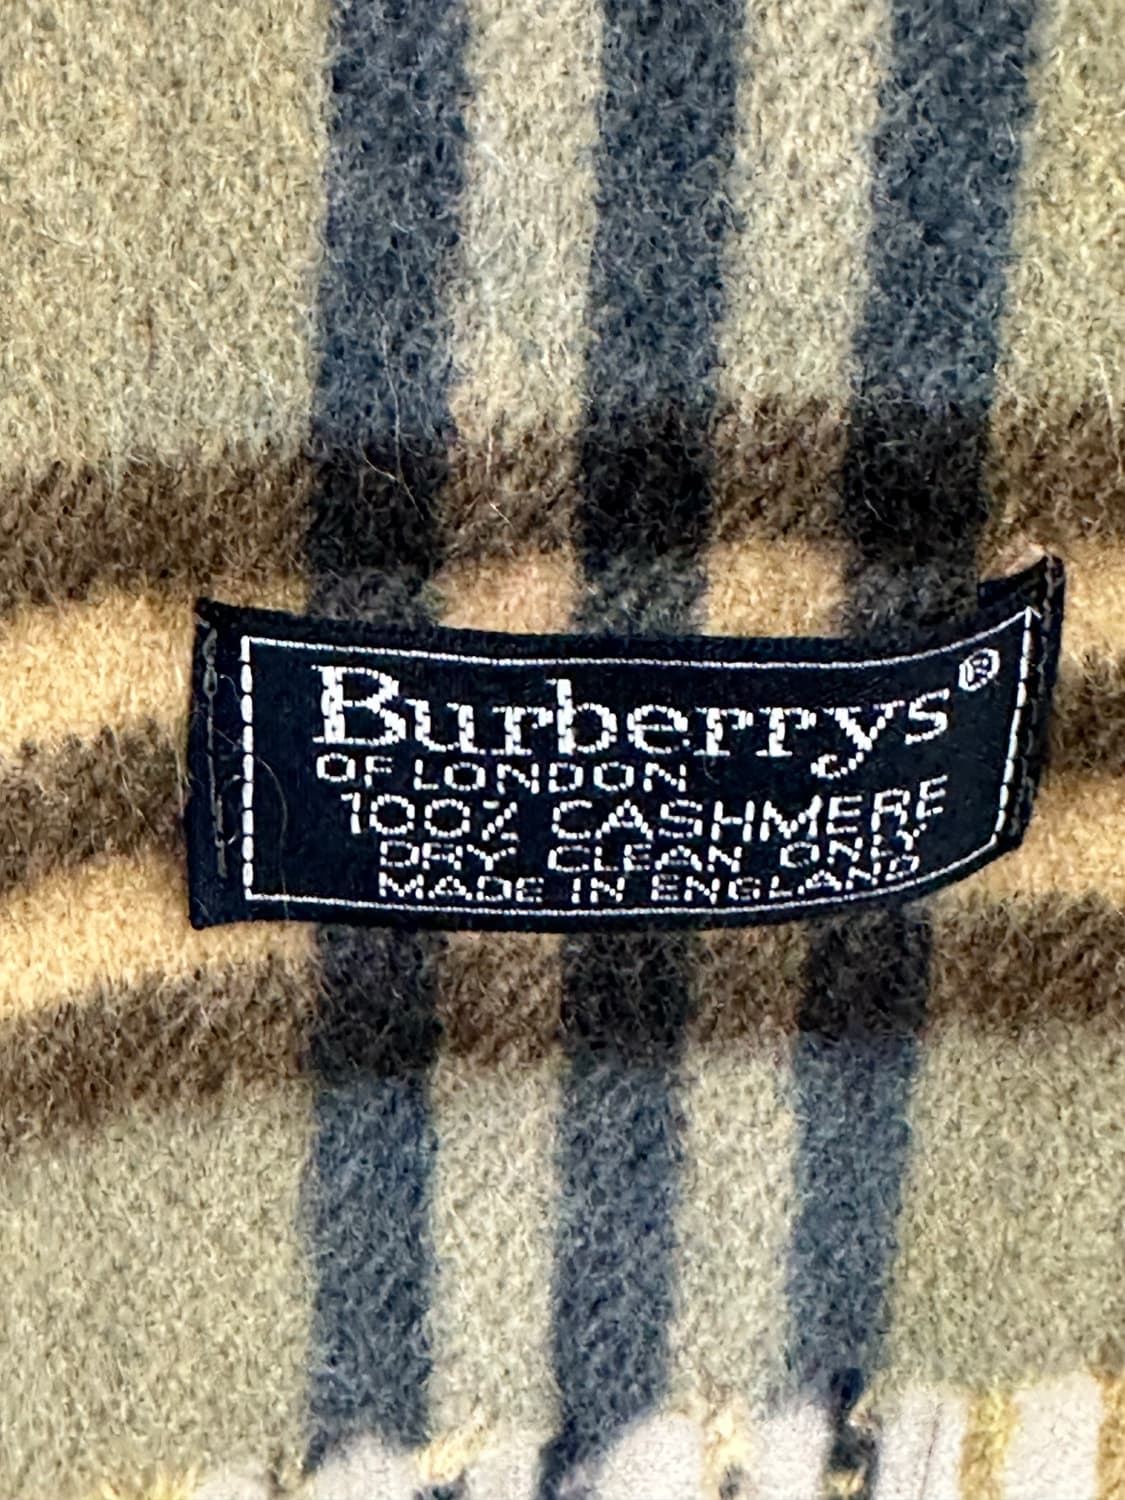 Burberrys®
OF LONDON
100% CASHMERE
DRY CLEAN ONLY
MADE IN ENGLAND